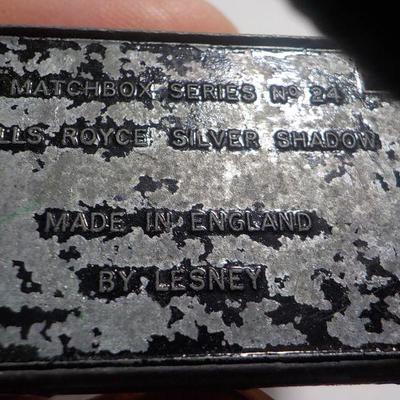 MATCHBOX SERIES Nº 24
LLS ROYCE SILVER SHADOW
MADE IN ENGLAND
BY LESNEY